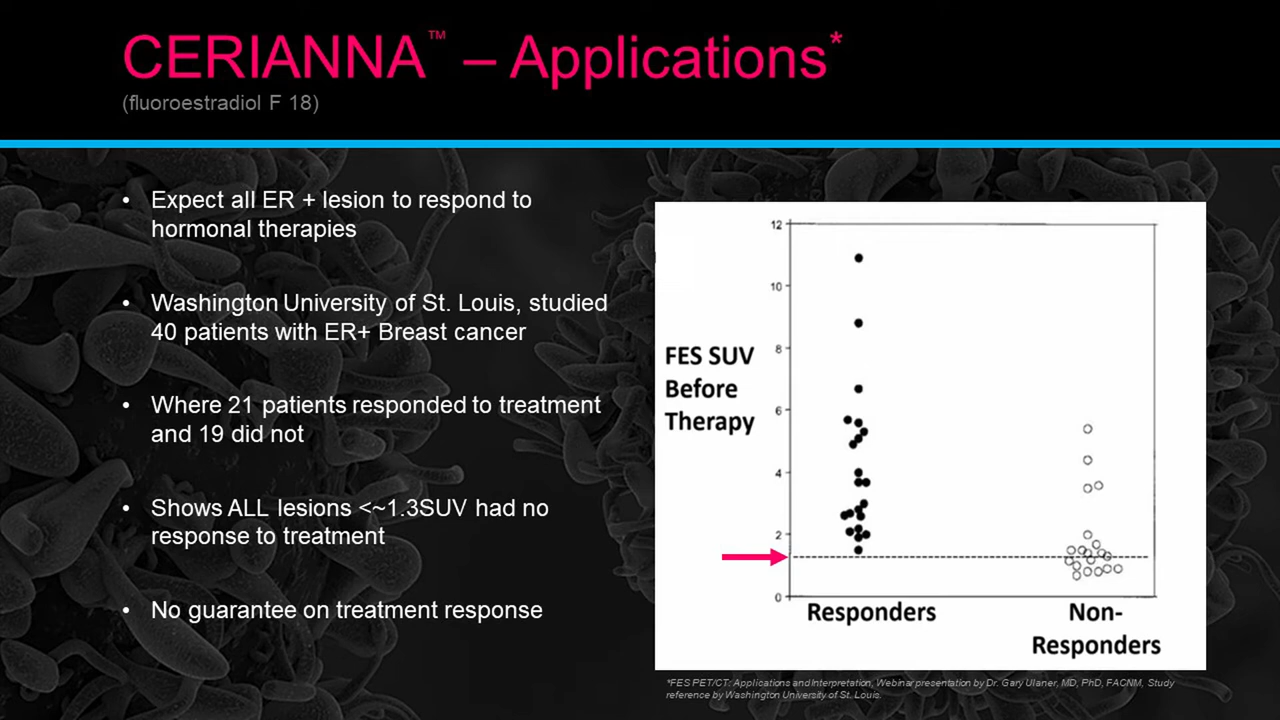 CERIANNA™ – Applications*
(fluoroestradiol F 18)
• Expect all ER + lesion to respond to
hormonal therapies
• Washington University of St. Louis, studied
40 patients with ER+ Breast cancer
• Where 21 patients responded to treatment
and 19 did not
• Shows ALL lesions <~1.3SUV had no
response to treatment
• No guarantee on treatment response
FES SUV
Before
Therapy
12
10
8
6
4
2
0
Responders
Non-
Responders
*FES PET/CT: Applications and Interpretation, Webinar presentation by Dr. Gary Ulaner, MD, PhD, FACNM, Study
reference by Washington University of St. Louis.